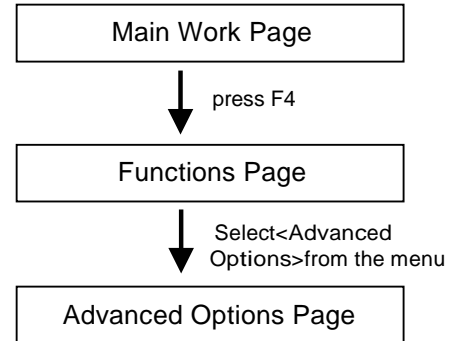 Main Work Page
press F4
Functions Page
Select<Advanced
Options>from the menu
Advanced Options Page